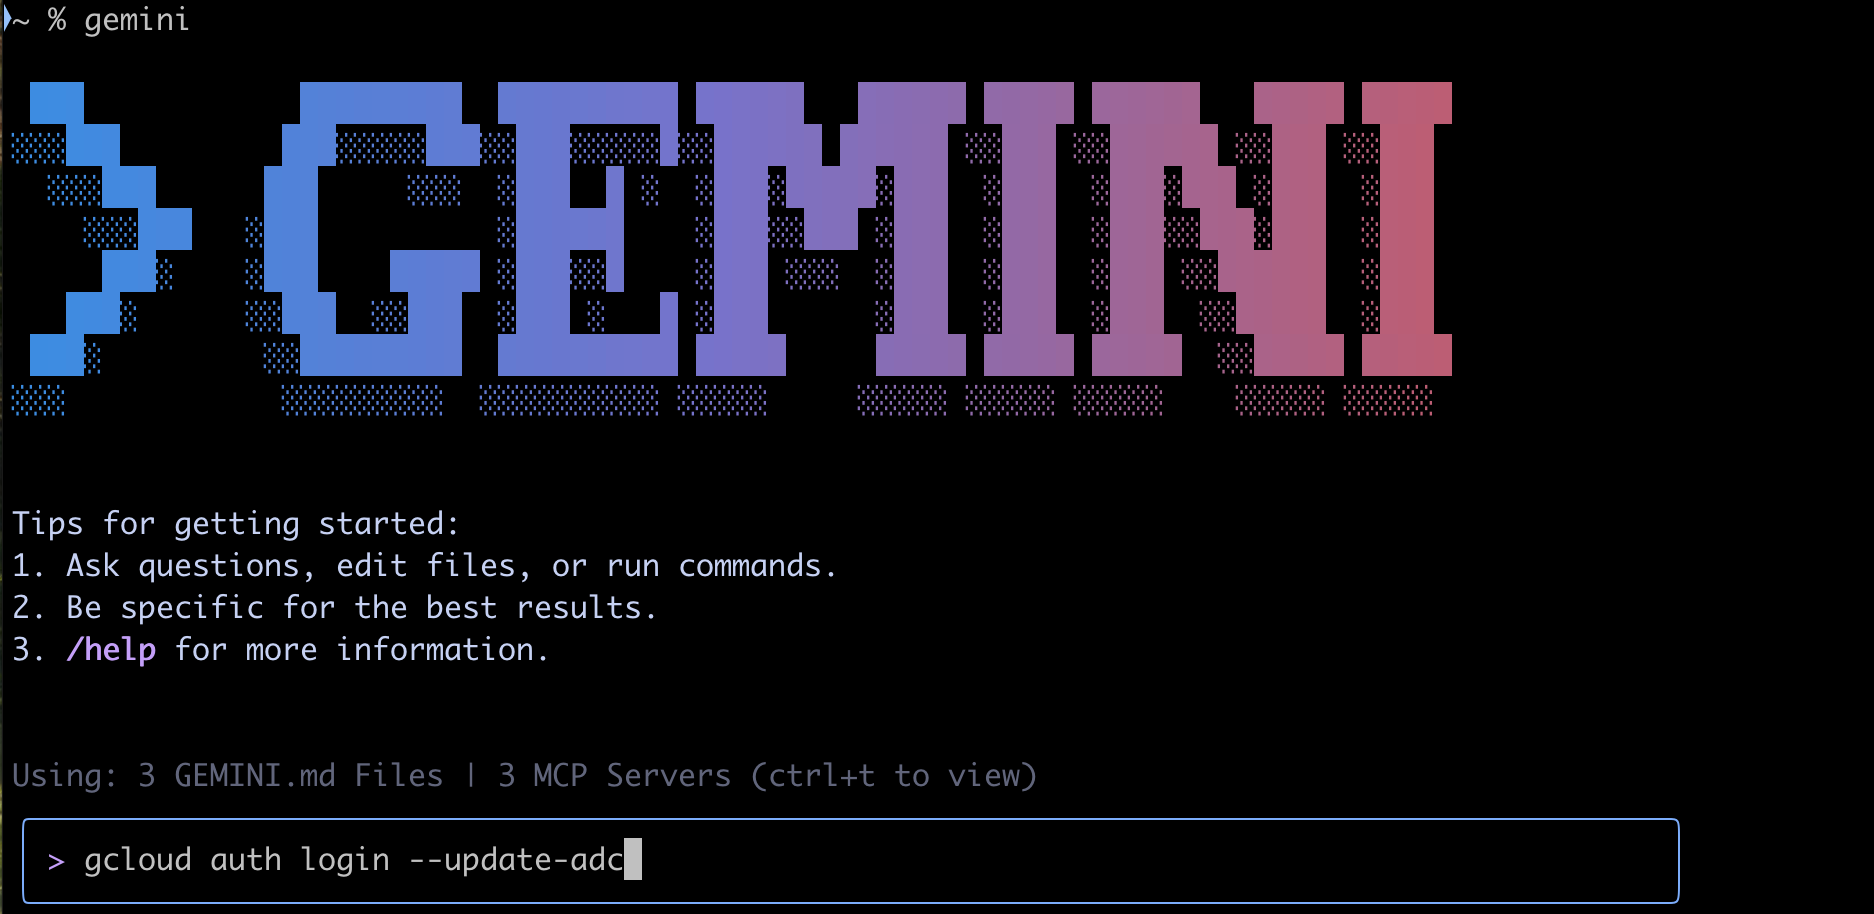 ~ % gemini
> GEMINI
Tips for getting started:
1. Ask questions, edit files, or run commands.
2. Be specific for the best results.
3. /help for more information.
Using: 3 GEMINI.md Files | 3 MCP Servers (ctrl+t to view)
> gcloud auth login --update-adc